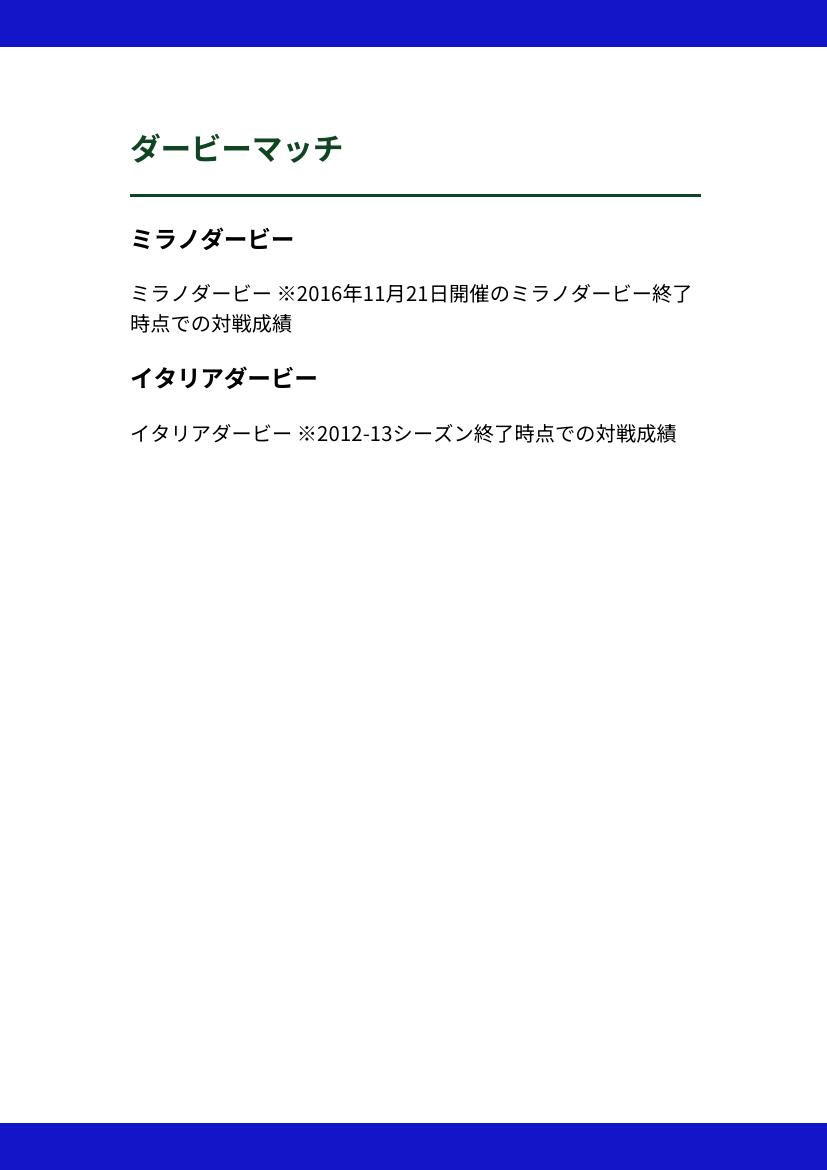 ダービーマッチ
ミラノダービー
ミラノダービー ※2016年11月21日開催のミラノダービー終了
時点での対戦成績
イタリアダービー
イタリアダービー ※2012-13シーズン終了時点での対戦成績